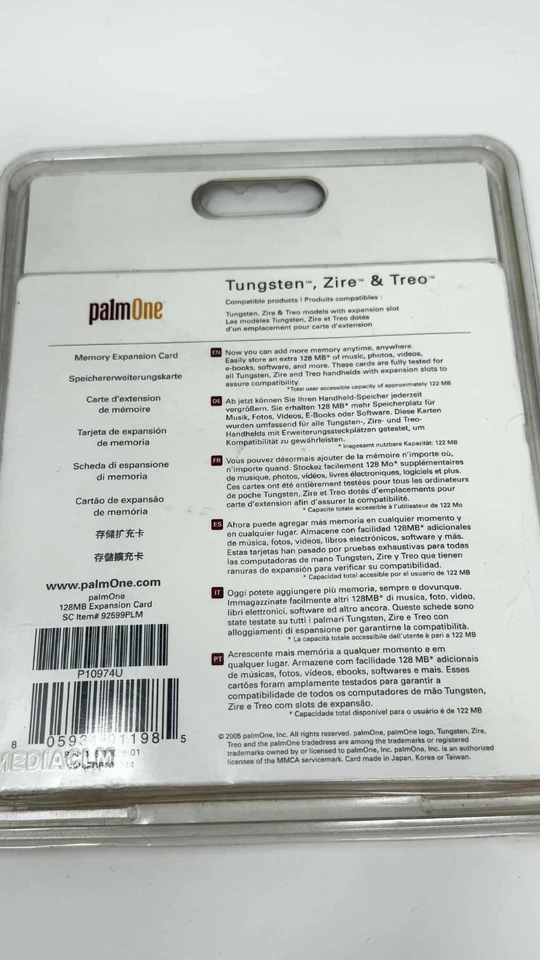 palmOne
Tungsten™, Zire™ & Treo™
Compatible products | Produits compatibles :
Tungsten, Zire & Treo models with expansion slot
Les modèles Tungsten, Zire et Treo dotés
d'un emplacement pour carte d'extension
Memory Expansion Card
Speichererweiterungskarte
Carte d'extension
de mémoire
Tarjeta de expansión
de memoria
Scheda di espansione
di memoria
Cartão de expansão
de memória
存储扩充卡
存儲擴充卡
www.palmOne.com
palmOne
128MB Expansion Card
SC Item# 92599PLM
P10974U
8 0593 01198 5
MEDIA
EN Now you can add more memory anytime, anywhere.
Easily store an extra 128 MB* of music, photos, videos,
e-books, software, and more. These cards are fully tested for
all Tungsten, Zire and Treo handhelds with expansion slots to
assure compatibility.
*Total user accessible capacity of approximately 122 MB
DE Ab jetzt können Sie Ihren Handheld-Speicher jederzeit
vergrößern. Sie erhalten 128 MB* mehr Speicherplatz für
Musik, Fotos, Videos, E-Books oder Software. Diese Karten
wurden umfassend für alle Tungsten-, Zire- und Treo-
Handhelds mit Erweiterungssteckplätzen getestet, um
Kompatibilität zu gewährleisten.
* Insgesamt nutzbare Kapazität: 122 MB
FR Vous pouvez désormais ajouter de la mémoire n'importe où,
n'importe quand. Stockez facilement 128 Mo* supplémentaires
de musique, photos, vidéos, livres électroniques, logiciels et plus.
Ces cartes ont été entièrement testées pour tous les ordinateurs
de poche Tungsten, Zire et Treo dotés d'emplacements pour
carte d'extension afin d'assurer la compatibilité.
* Capacité totale accessible à l'utilisateur de 122 Mo
ES Ahora puede agregar más memoria en cualquier momento y
en cualquier lugar. Almacene con facilidad 128 MB* adicionales
de música, fotos, videos, libros electrónicos, software y más.
Estas tarjetas han pasado por pruebas exhaustivas para todas
las computadoras de mano Tungsten, Zire y Treo que tienen
ranuras de expansión para verificar su compatibilidad.
* Capacidad total accesible por el usuario de 122 MB
IT Oggi potete aggiungere più memoria, sempre e dovunque.
Immagazzinate facilmente altri 128MB* di musica, foto, video,
libri elettronici, software ed altro ancora. Queste schede sono
state testate su tutti i palmari Tungsten, Zire e Treo con
alloggiamenti di espansione per garantirne la compatibilità.
* La capacità totale accessibile dall'utente è pari a 122 MB
PT Acrescente mais memória a qualquer momento e em
qualquer lugar. Armazene com facilidade 128 MB* adicionais
de músicas, fotos, vídeos, ebooks, softwares e mais. Esses
cartões foram amplamente testados para garantir a
compatibilidade de todos os computadores de mão Tungsten,
Zire e Treo com slots de expansão.
* Capacidade total disponível para o usuário é de 122 MB
© 2005 palmOne, Inc. All rights reserved. palmOne, palmOne logo, Tungsten, Zire,
Treo and the palmOne tradedress are among the trademarks or registered
trademarks owned by or licensed to palmOne, Inc. palmOne, Inc. is an authorized
licensee of the MMCA servicemark. Card made in Japan, Korea or Taiwan.